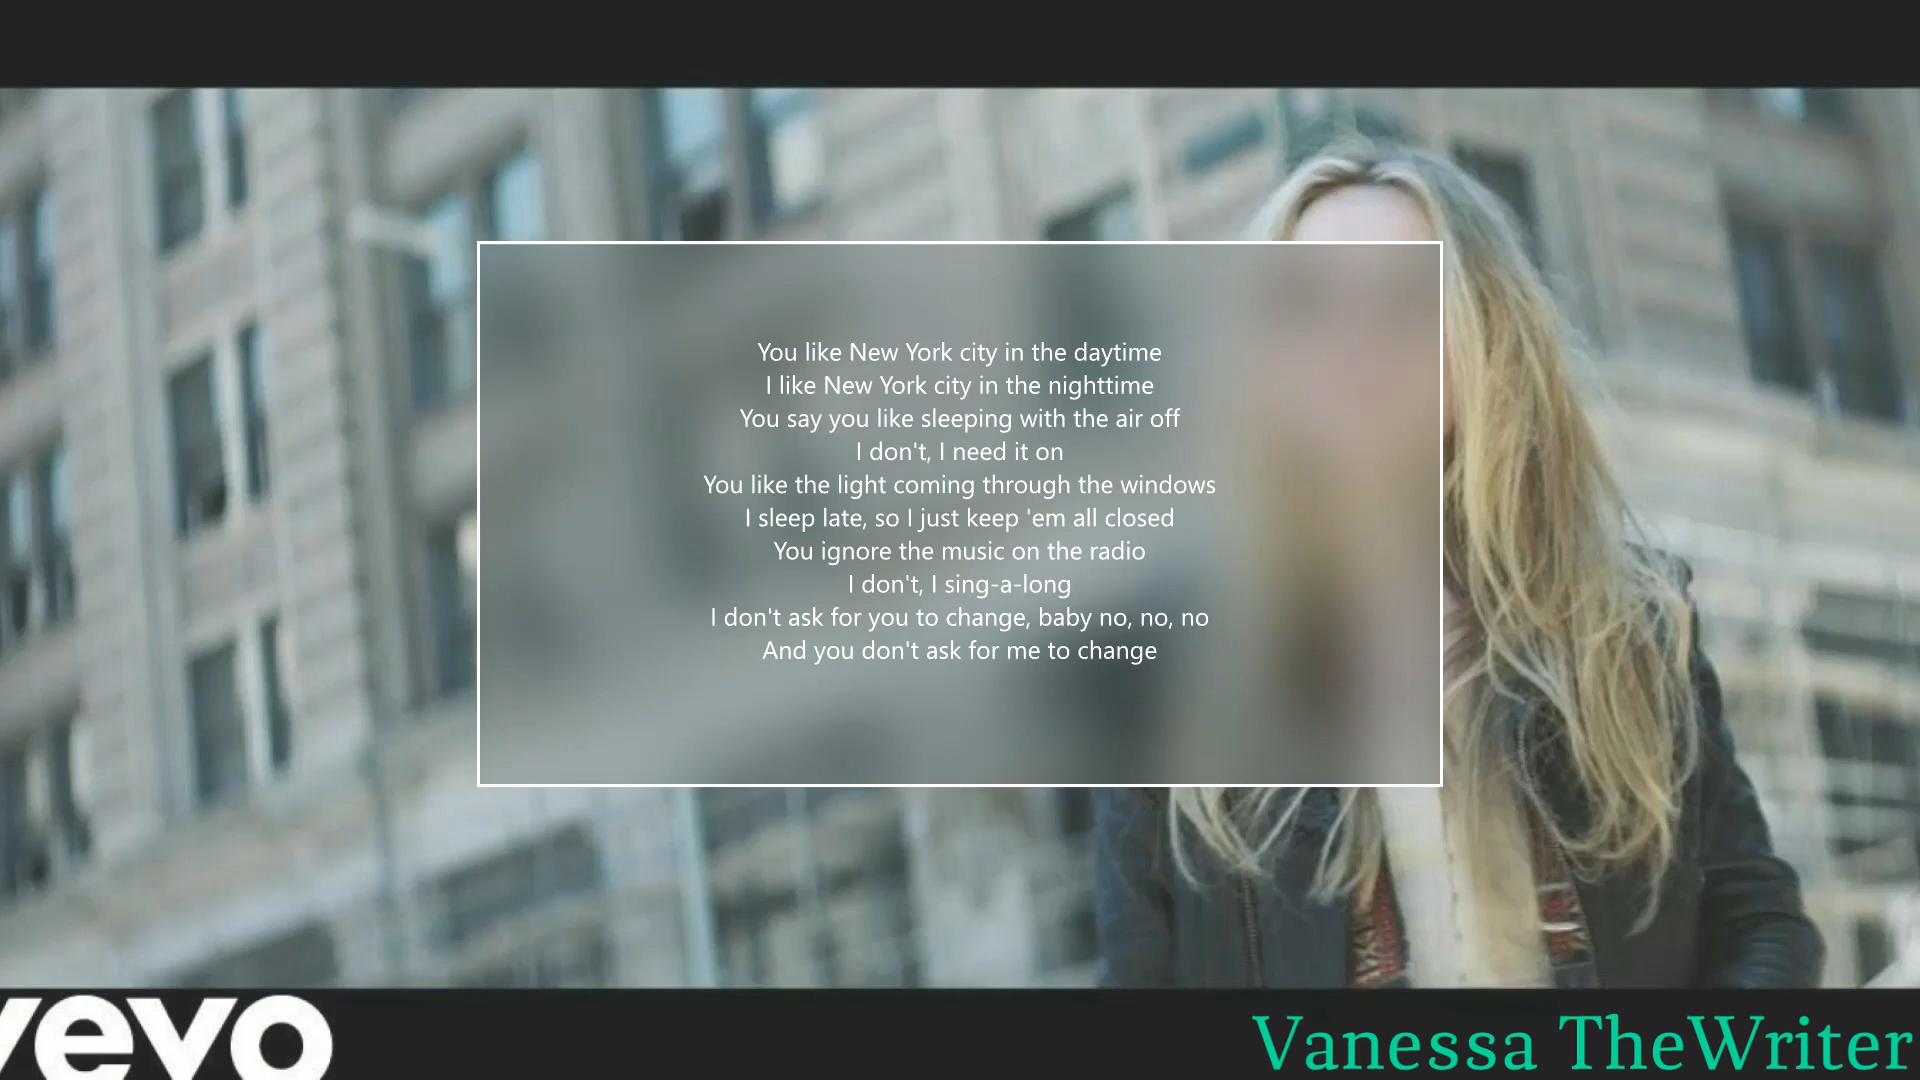 You like New York city in the daytime
I like New York city in the nighttime
You say you like sleeping with the air off
I don't, I need it on
You like the light coming through the windows
I sleep late, so I just keep 'em all closed
You ignore the music on the radio
I don't, I sing-a-long
I don't ask for you to change, baby no, no, no
And you don't ask for me to change
vevo
Vanessa TheWriter